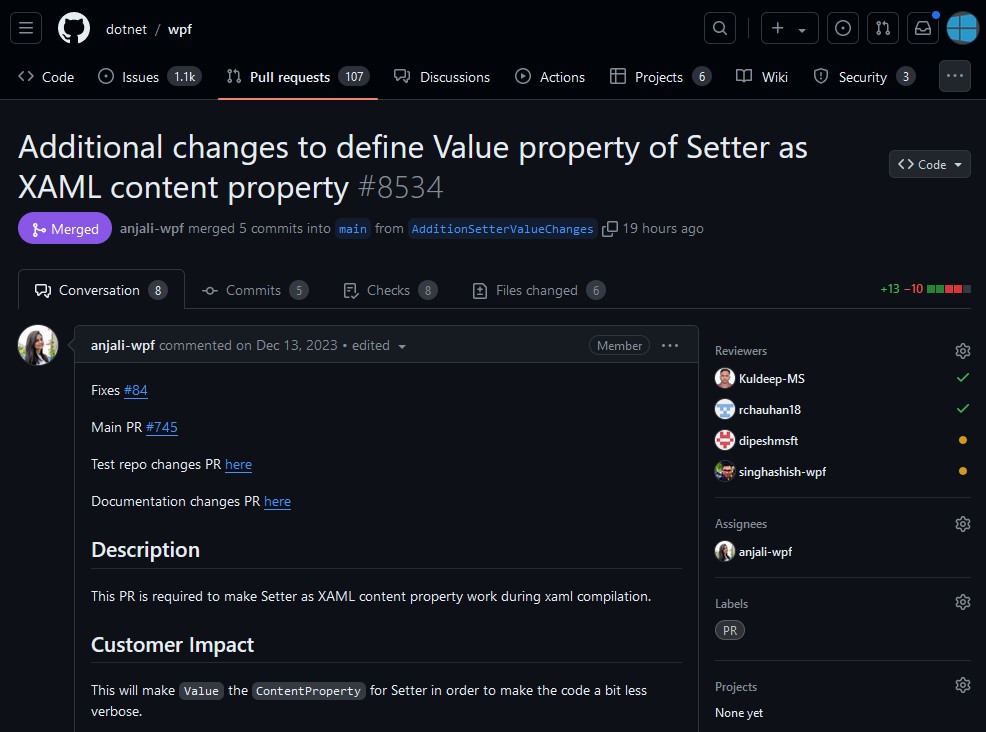 dotnet / wpf
Code Issues 1.1k Pull requests 107 Discussions Actions Projects 6 Wiki Security 3
Additional changes to define Value property of Setter as
XAML content property #8534
Code
Merged anjali-wpf merged 5 commits into main from AdditionSetterValueChanges 19 hours ago
Conversation 8 Commits 5 Checks 8 Files changed 6 +13 −10
anjali-wpf commented on Dec 13, 2023 • edited Member
Fixes #84
Main PR #745
Test repo changes PR here
Documentation changes PR here
Description
This PR is required to make Setter as XAML content property work during xaml compilation.
Customer Impact
This will make Value the ContentProperty for Setter in order to make the code a bit less
verbose.
Reviewers
Kuldeep-MS
rchauhan18
dipeshmsft
singhashish-wpf
Assignees
anjali-wpf
Labels
PR
Projects
None yet